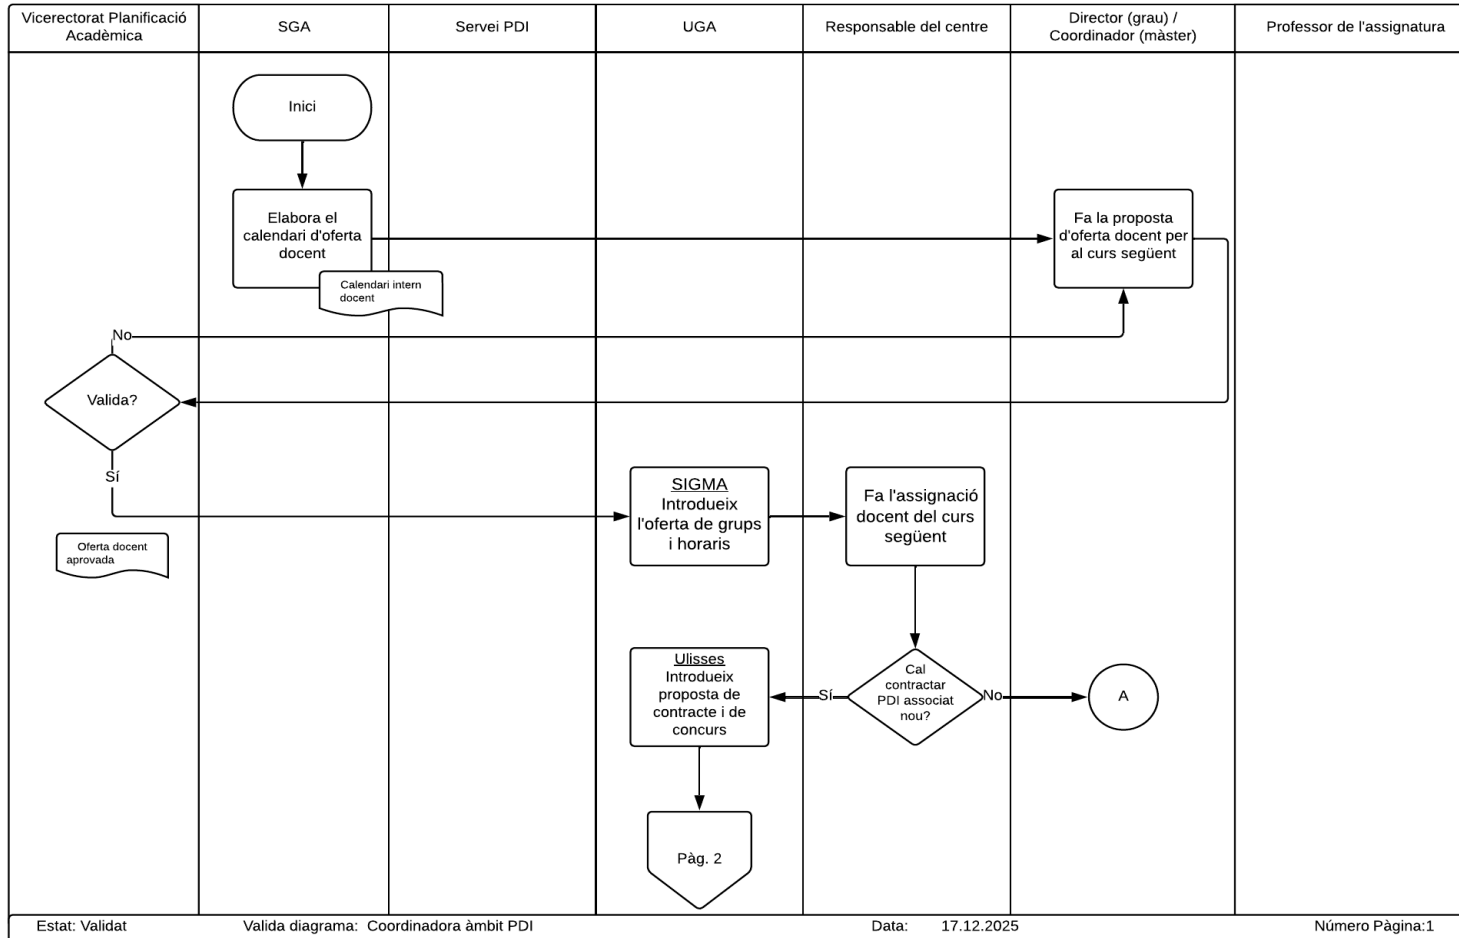 Vicerectorat Planificació
Acadèmica
SGA
Servei PDI
UGA
Responsable del centre
Director (grau) /
Coordinador (màster)
Professor de l'assignatura
Inici
Elabora el
calendari d'oferta
docent
Calendari intern
docent
Fa la proposta
d'oferta docent per
al curs següent
No
Valida?
Sí
Oferta docent
aprovada
SIGMA
Introdueix
l'oferta de grups
i horaris
Fa l'assignació
docent del curs
següent
Ulisses
Introdueix
proposta de
contracte i de
concurs
Sí
Cal
contractar
PDI associat
nou?
No
A
Pàg. 2
Estat: Validat
Valida diagrama: Coordinadora àmbit PDI
Data: 17.12.2025
Número Pàgina:1